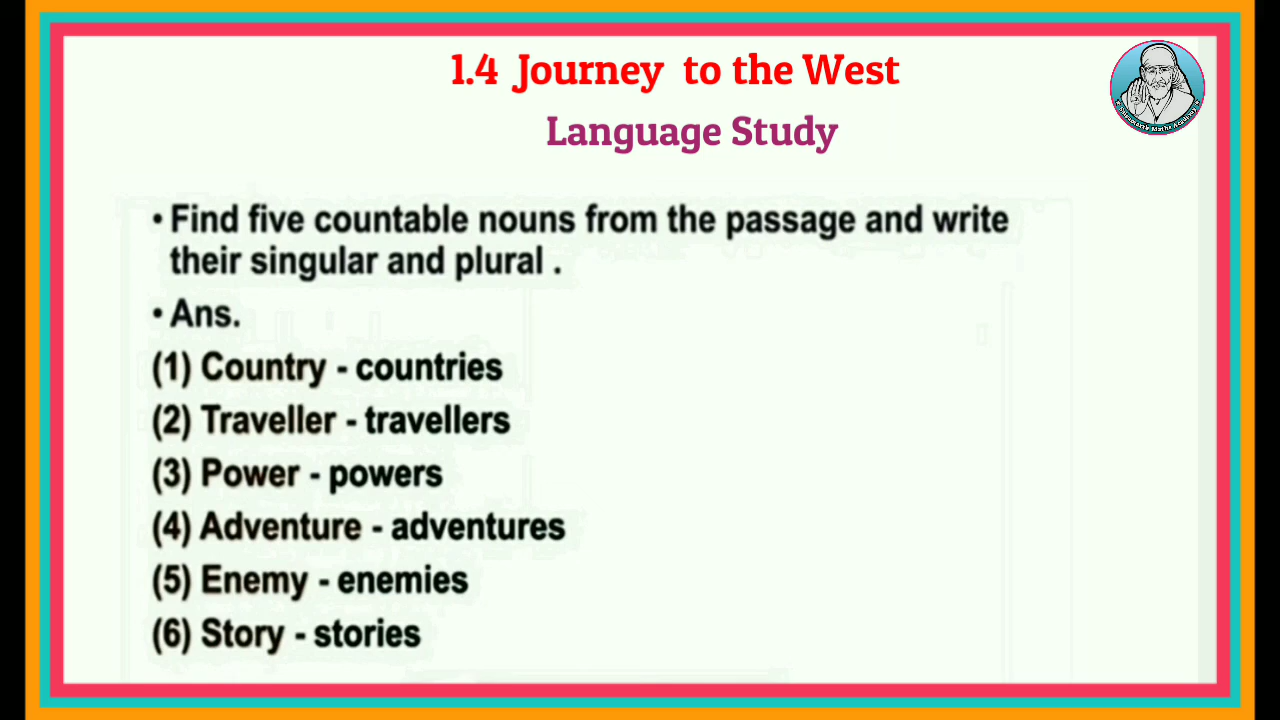 1.4 Journey to the West
Language Study
• Find five countable nouns from the passage and write
their singular and plural .
• Ans.
(1) Country - countries
(2) Traveller - travellers
(3) Power - powers
(4) Adventure - adventures
(5) Enemy - enemies
(6) Story - stories